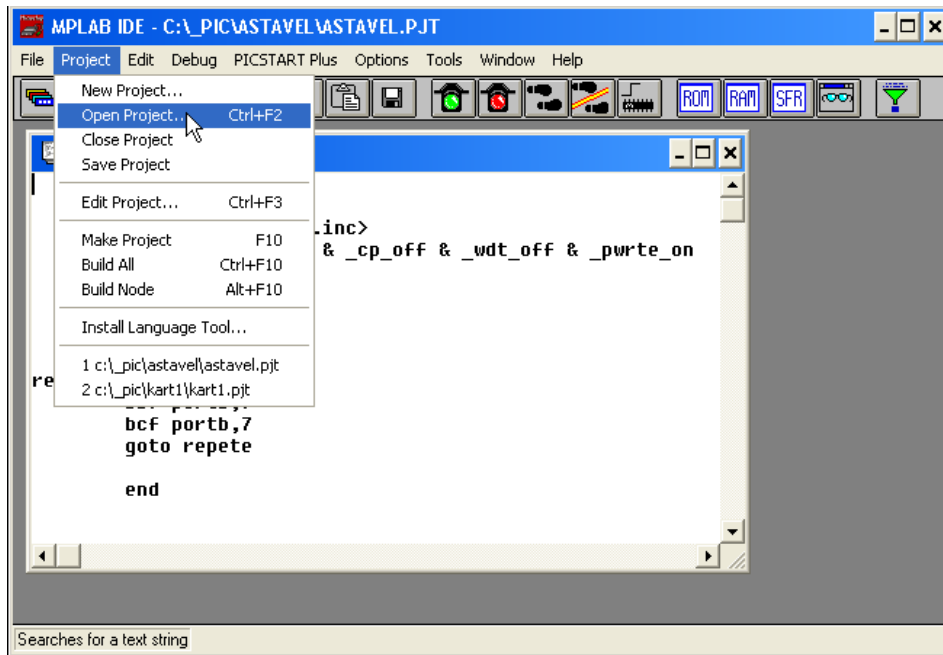 MPLAB IDE - C:\_PIC\ASTAVEL\ASTAVEL.PJT
File Project Edit Debug PICSTART Plus Options Tools Window Help
ROM RAM SFR
New Project...
Open Project... Ctrl+F2
Close Project
Save Project
Edit Project... Ctrl+F3
Make Project F10
Build All Ctrl+F10
Build Node Alt+F10
Install Language Tool...
1 c:\_pic\astavel\astavel.pjt
2 c:\_pic\kart1\kart1.pjt
.inc>
& _cp_off & _wdt_off & _pwrte_on
re
bcf portb,7
goto repete
end
Searches for a text string